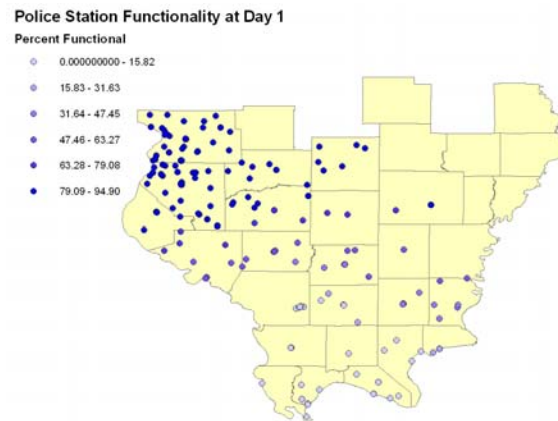 Police Station Functionality at Day 1
Percent Functional
0.000000000 - 15.82
15.83 - 31.63
31.64 - 47.45
47.46 - 63.27
63.28 - 79.08
79.09 - 94.90